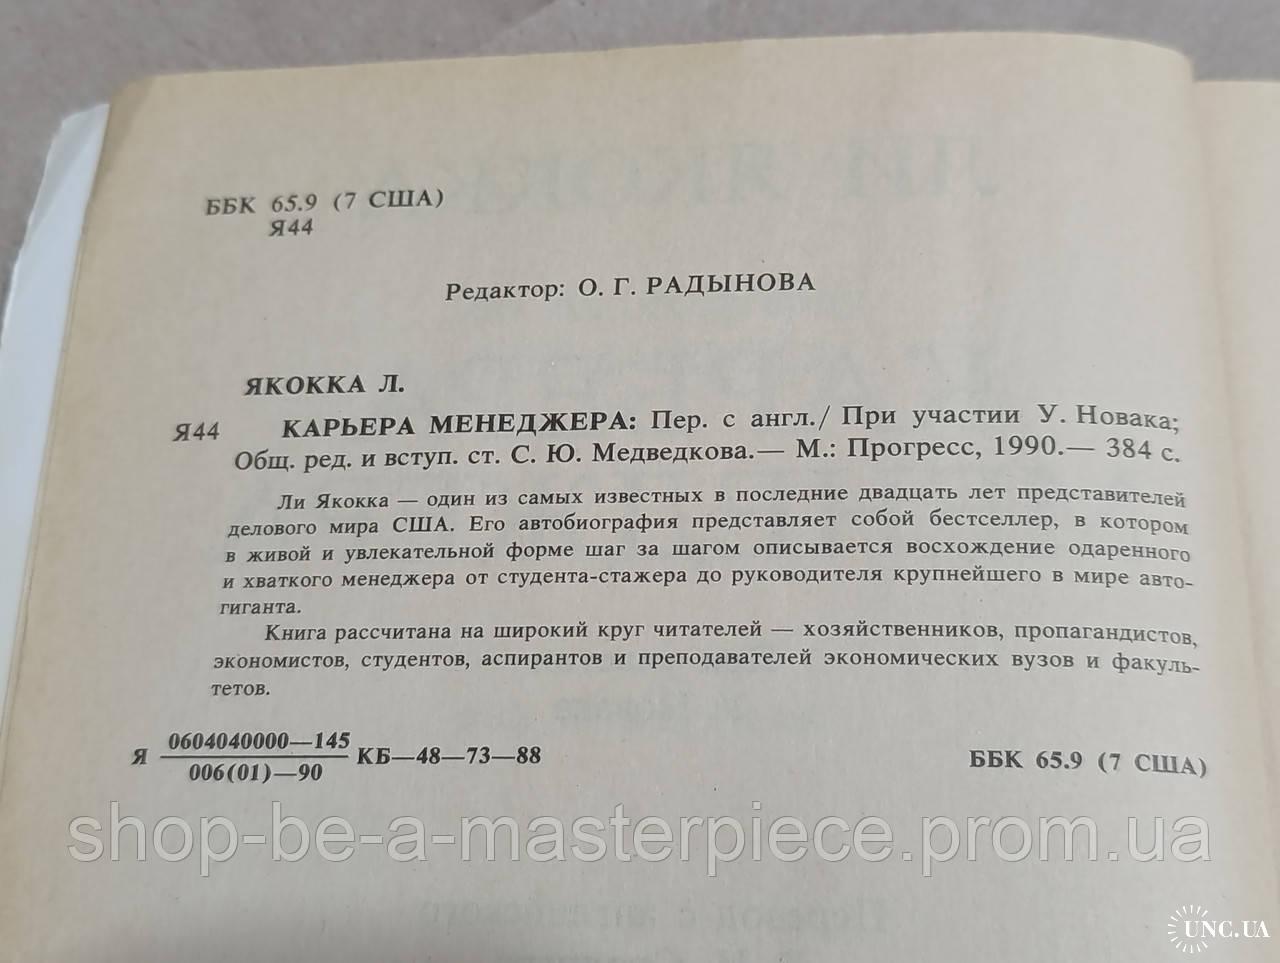 ББК 65.9 (7 США)
Я44
Редактор: О. Г. РАДЫНОВА
ЯКОККА Л.
Я44 КАРЬЕРА МЕНЕДЖЕРА: Пер. с англ./ При участии У. Новака;
Общ. ред. и вступ. ст. С. Ю. Медведкова.— М.: Прогресс, 1990.— 384 с.
Ли Якокка — один из самых известных в последние двадцать лет представителей
делового мира США. Его автобиография представляет собой бестселлер, в котором
в живой и увлекательной форме шаг за шагом описывается восхождение одаренного
и хваткого менеджера от студента-стажера до руководителя крупнейшего в мире авто-
гиганта.
Книга рассчитана на широкий круг читателей — хозяйственников, пропагандистов,
экономистов, студентов, аспирантов и преподавателей экономических вузов и факуль-
тетов.
0604040000—145
Я КБ—48—73—88
006(01)—90
ББК 65.9 (7 США)
shop-be-a-masterpiece.prom.ua
UNC.UA